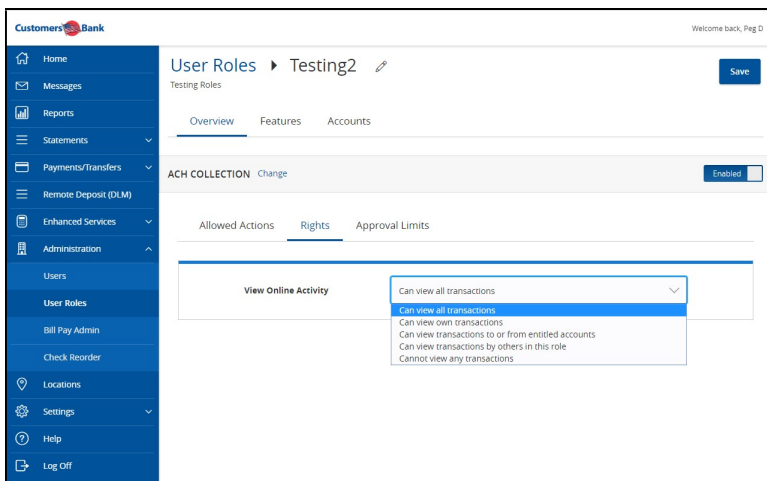 Customers Bank
Welcome back, Peg D
Home
Messages
Reports
Statements
Payments/Transfers
Remote Deposit (DLM)
Enhanced Services
Administration
Users
User Roles
Bill Pay Admin
Check Reorder
Locations
Settings
Help
Log Off
User Roles Testing2
Save
Testing Roles
Overview Features Accounts
ACH COLLECTION Change
Enabled
Allowed Actions Rights Approval Limits
View Online Activity
Can view all transactions
Can view all transactions
Can view own transactions
Can view transactions to or from entitled accounts
Can view transactions by others in this role
Cannot view any transactions